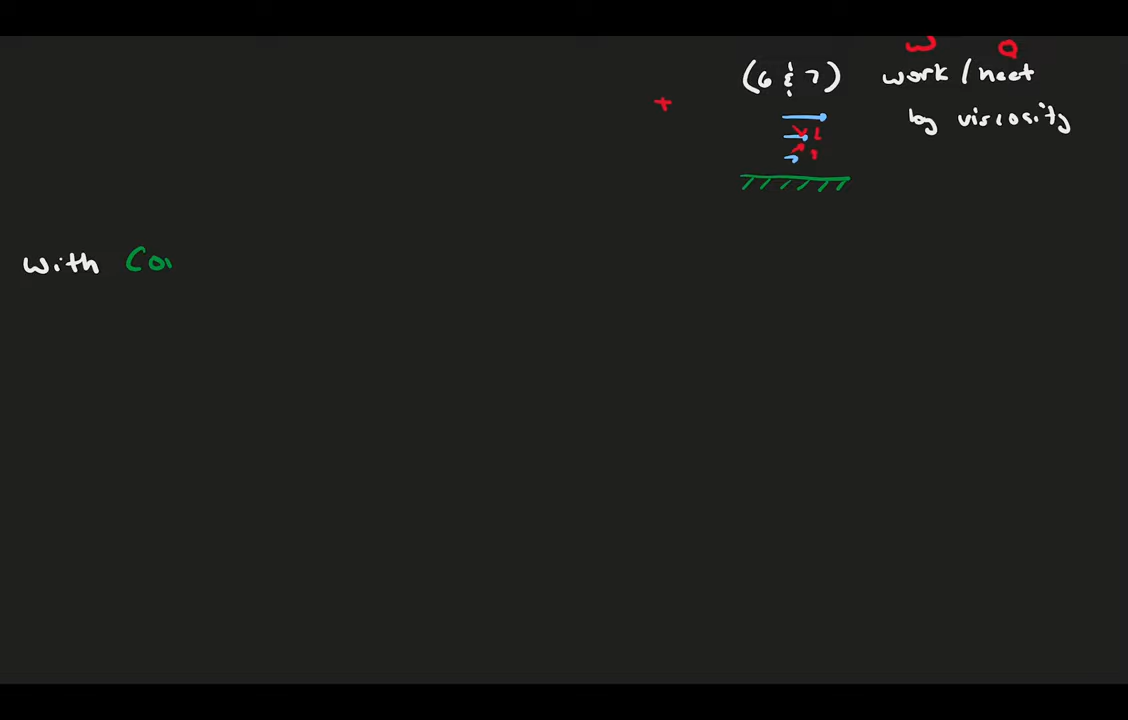 w Q
(6 & 7) work / heat
+
by viscosity
with Co